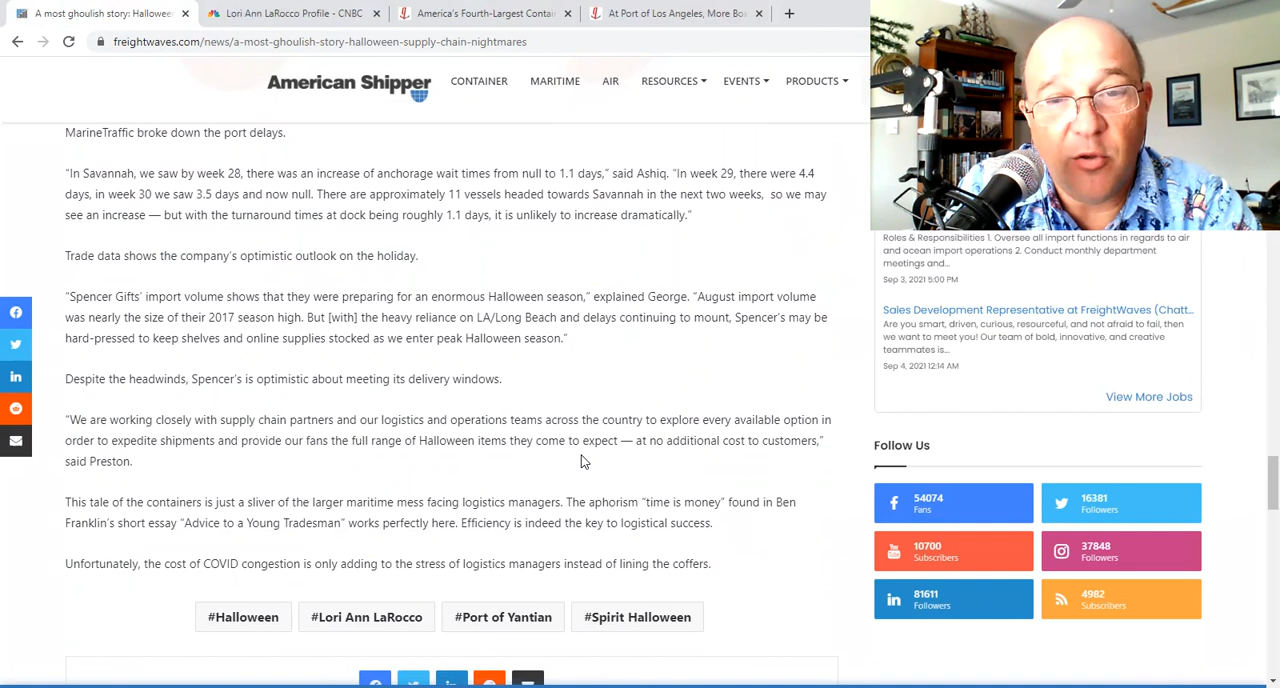 A most ghoulish story: Hallowee
Lori Ann LaRocco Profile - CNBC
America's Fourth-Largest Contai
At Port of Los Angeles, More Bo
freightwaves.com/news/a-most-ghoulish-story-halloween-supply-chain-nightmares
American Shipper CONTAINER MARITIME AIR RESOURCES EVENTS PRODUCTS
MarineTraffic broke down the port delays.
“In Savannah, we saw by week 28, there was an increase of anchorage wait times from null to 1.1 days,” said Ashiq. “In week 29, there were 4.4
days, in week 30 we saw 3.5 days and now null. There are approximately 11 vessels headed towards Savannah in the next two weeks, so we may
see an increase — but with the turnaround times at dock being roughly 1.1 days, it is unlikely to increase dramatically.”
Trade data shows the company's optimistic outlook on the holiday.
“Spencer Gifts' import volume shows that they were preparing for an enormous Halloween season,” explained George. “August import volume
was nearly the size of their 2017 season high. But [with] the heavy reliance on LA/Long Beach and delays continuing to mount, Spencer's may be
hard-pressed to keep shelves and online supplies stocked as we enter peak Halloween season.”
Despite the headwinds, Spencer's is optimistic about meeting its delivery windows.
“We are working closely with supply chain partners and our logistics and operations teams across the country to explore every available option in
order to expedite shipments and provide our fans the full range of Halloween items they come to expect — at no additional cost to customers,”
said Preston.
This tale of the containers is just a sliver of the larger maritime mess facing logistics managers. The aphorism “time is money” found in Ben
Franklin's short essay “Advice to a Young Tradesman” works perfectly here. Efficiency is indeed the key to logistical success.
Unfortunately, the cost of COVID congestion is only adding to the stress of logistics managers instead of lining the coffers.
#Halloween #Lori Ann LaRocco #Port of Yantian #Spirit Halloween
Roles & Responsibilities 1. Oversee all import functions in regards to air
and ocean import operations 2. Conduct monthly department
meetings and...
Sep 3, 2021 5:00 PM
Sales Development Representative at FreightWaves (Chatt...
Are you smart, driven, curious, resourceful, and not afraid to fail, then
we want to meet you! Our team of bold, innovative, and creative
teammates is...
Sep 4, 2021 12:14 AM
View More Jobs
Follow Us
54074
Fans
16381
Followers
10700
Subscribers
37848
Followers
81611
Followers
4982
Subscribers